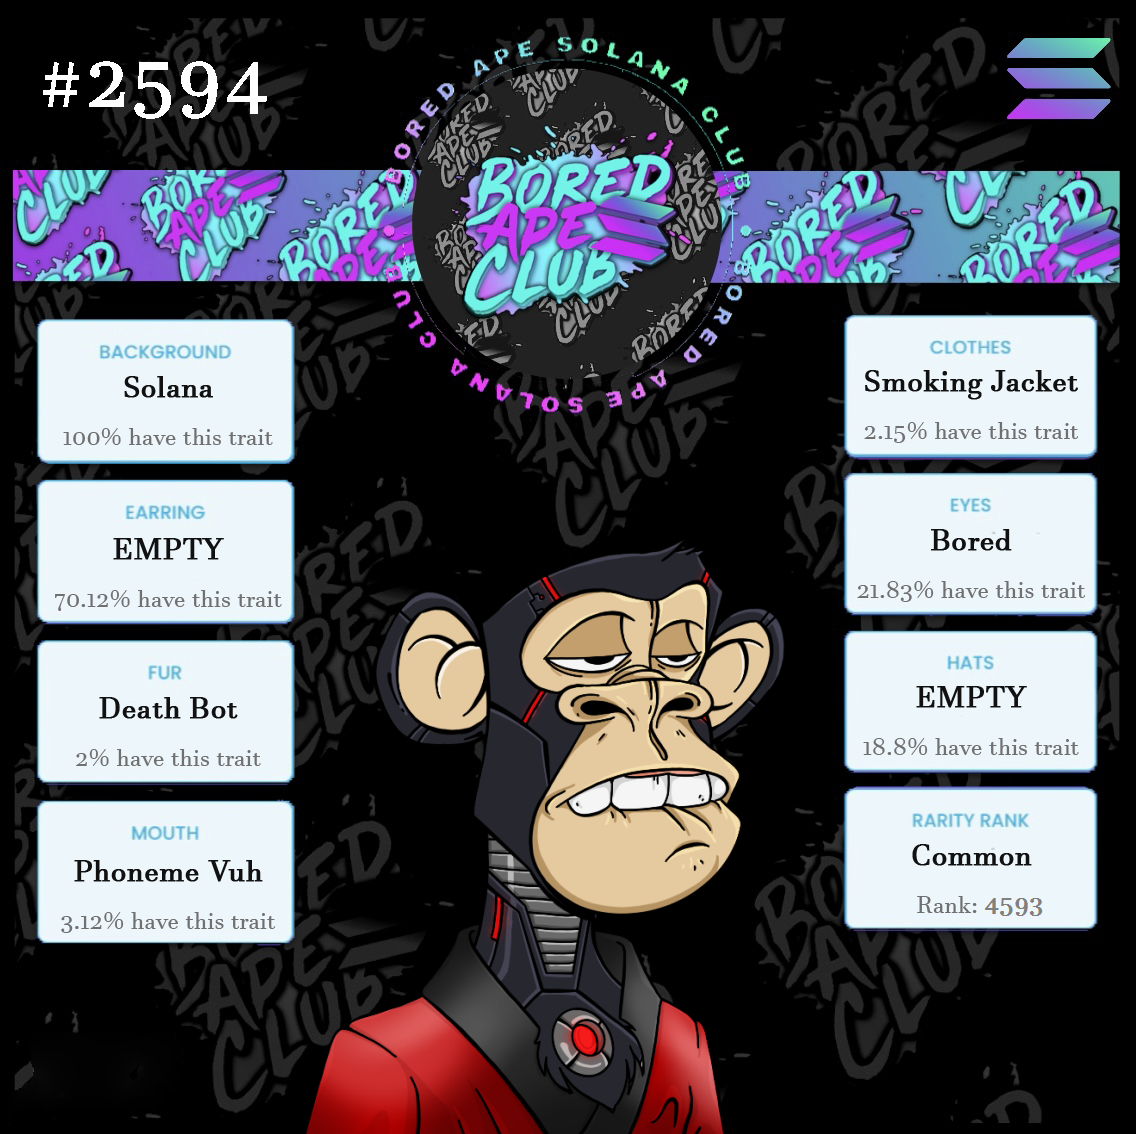 #2594
BORED APE SOLANA CLUB
BORED APE SOLANA CLUB
BORED
APE
CLUB
BACKGROUND
Solana
100% have this trait
EARRING
EMPTY
70.12% have this trait
FUR
Death Bot
2% have this trait
MOUTH
Phoneme Vuh
3.12% have this trait
CLOTHES
Smoking Jacket
2.15% have this trait
EYES
Bored
21.83% have this trait
HATS
EMPTY
18.8% have this trait
RARITY RANK
Common
Rank: 4593